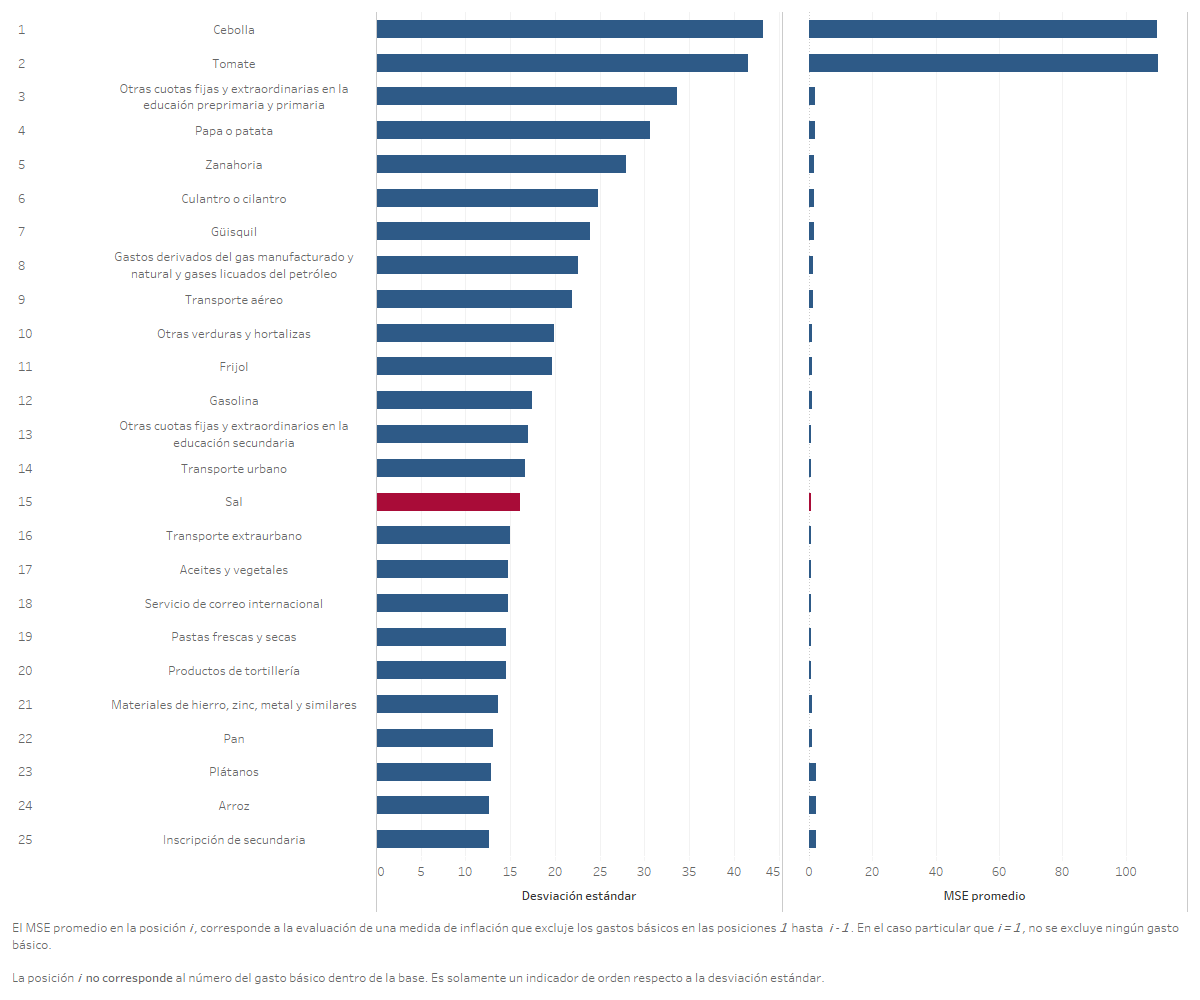 1 Cebolla
2 Tomate
3 Otras cuotas fijas y extraordinarias en la
educaión preprimaria y primaria
4 Papa o patata
5 Zanahoria
6 Culantro o cilantro
7 Güisquil
8 Gastos derivados del gas manufacturado y
natural y gases licuados del petróleo
9 Transporte aéreo
10 Otras verduras y hortalizas
11 Frijol
12 Gasolina
13 Otras cuotas fijas y extraordinarios en la
educación secundaria
14 Transporte urbano
15 Sal
16 Transporte extraurbano
17 Aceites y vegetales
18 Servicio de correo internacional
19 Pastas frescas y secas
20 Productos de tortillería
21 Materiales de hierro, zinc, metal y similares
22 Pan
23 Plátanos
24 Arroz
25 Inscripción de secundaria
0 5 10 15 20 25 30 35 40 45 0 20 40 60 80 100
Desviación estándar MSE promedio
El MSE promedio en la posición i, corresponde a la evaluación de una medida de inflación que excluje los gastos básicos en las posiciones 1 hasta i-1. En el caso particular que i=1, no se excluye ningún gasto
básico.
La posición i no corresponde al número del gasto básico dentro de la base. Es solamente un indicador de orden respecto a la desviación estándar.